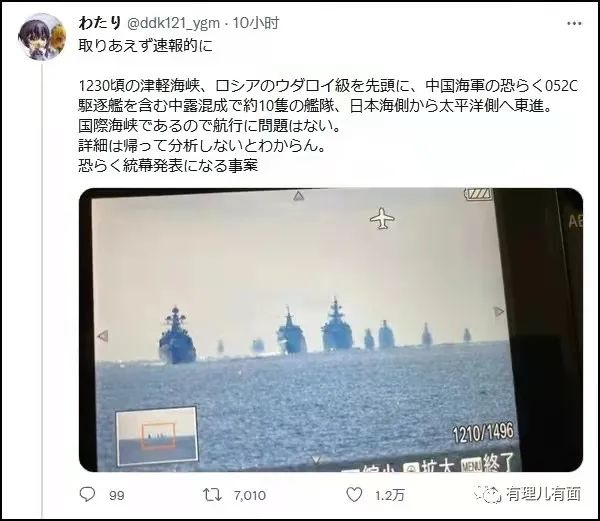 わたり @ddk121_ygm · 10小时
取りあえず速報的に
1230頃の津軽海峡、ロシアのウダロイ級を先頭に、中国海軍の恐らく052C
駆逐艦を含む中露混成で約10隻の艦隊、日本海側から太平洋側へ東進。
国際海峡であるので航行に問題はない。
詳細は帰って分析しないとわからん。
恐らく統幕発表になる事案
AE
1210/1496
縮小 拡大 MENU 終了
99 7,010 1.2万
有理儿有面